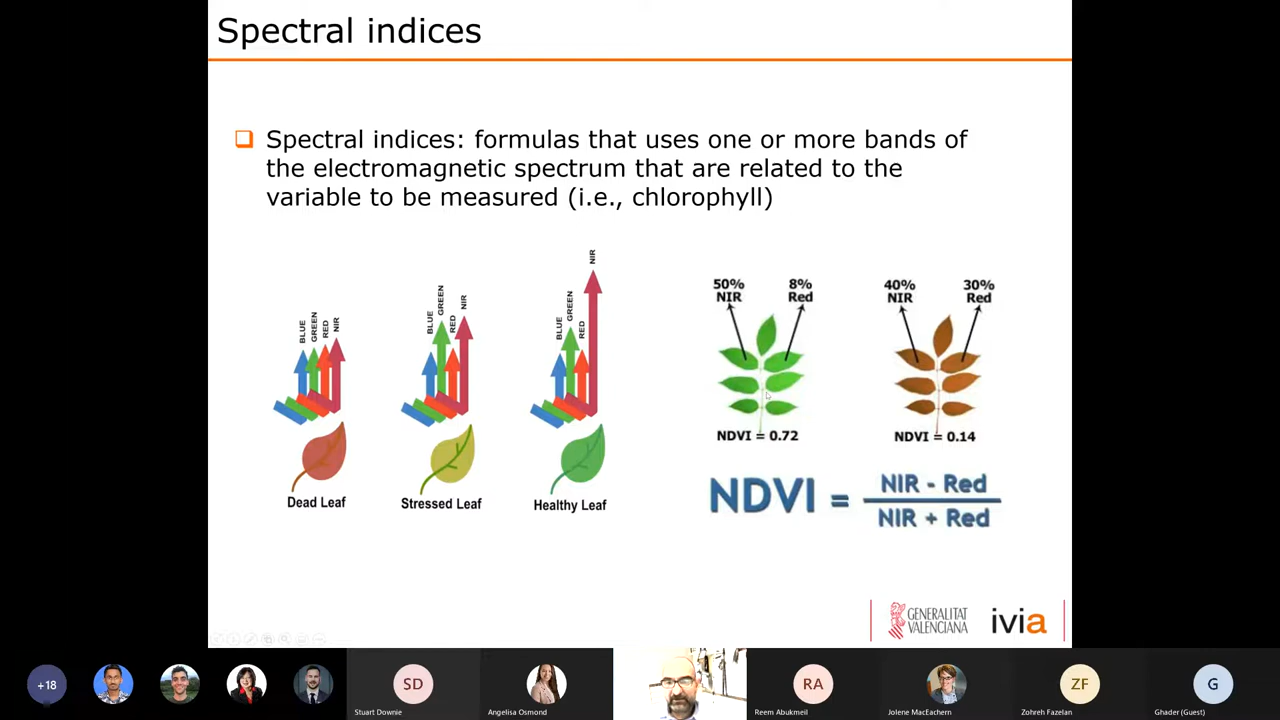 Spectral indices
Spectral indices: formulas that uses one or more bands of
the electromagnetic spectrum that are related to the
variable to be measured (i.e., chlorophyll)
BLUE
GREEN
RED
NIR
Dead Leaf
BLUE
GREEN
RED
NIR
Stressed Leaf
BLUE
GREEN
RED
NIR
Healthy Leaf
50%
NIR
8%
Red
NDVI = 0.72
40%
NIR
30%
Red
NDVI = 0.14
NDVI = NIR - Red
NIR + Red
GENERALITAT
VALENCIANA
ivia
+18
SD
Stuart Downie
Angelisa Osmond
RA
Reem Abukmeil
Jolene MacEachern
ZF
Zohreh Fazelan
G
Ghader (Guest)